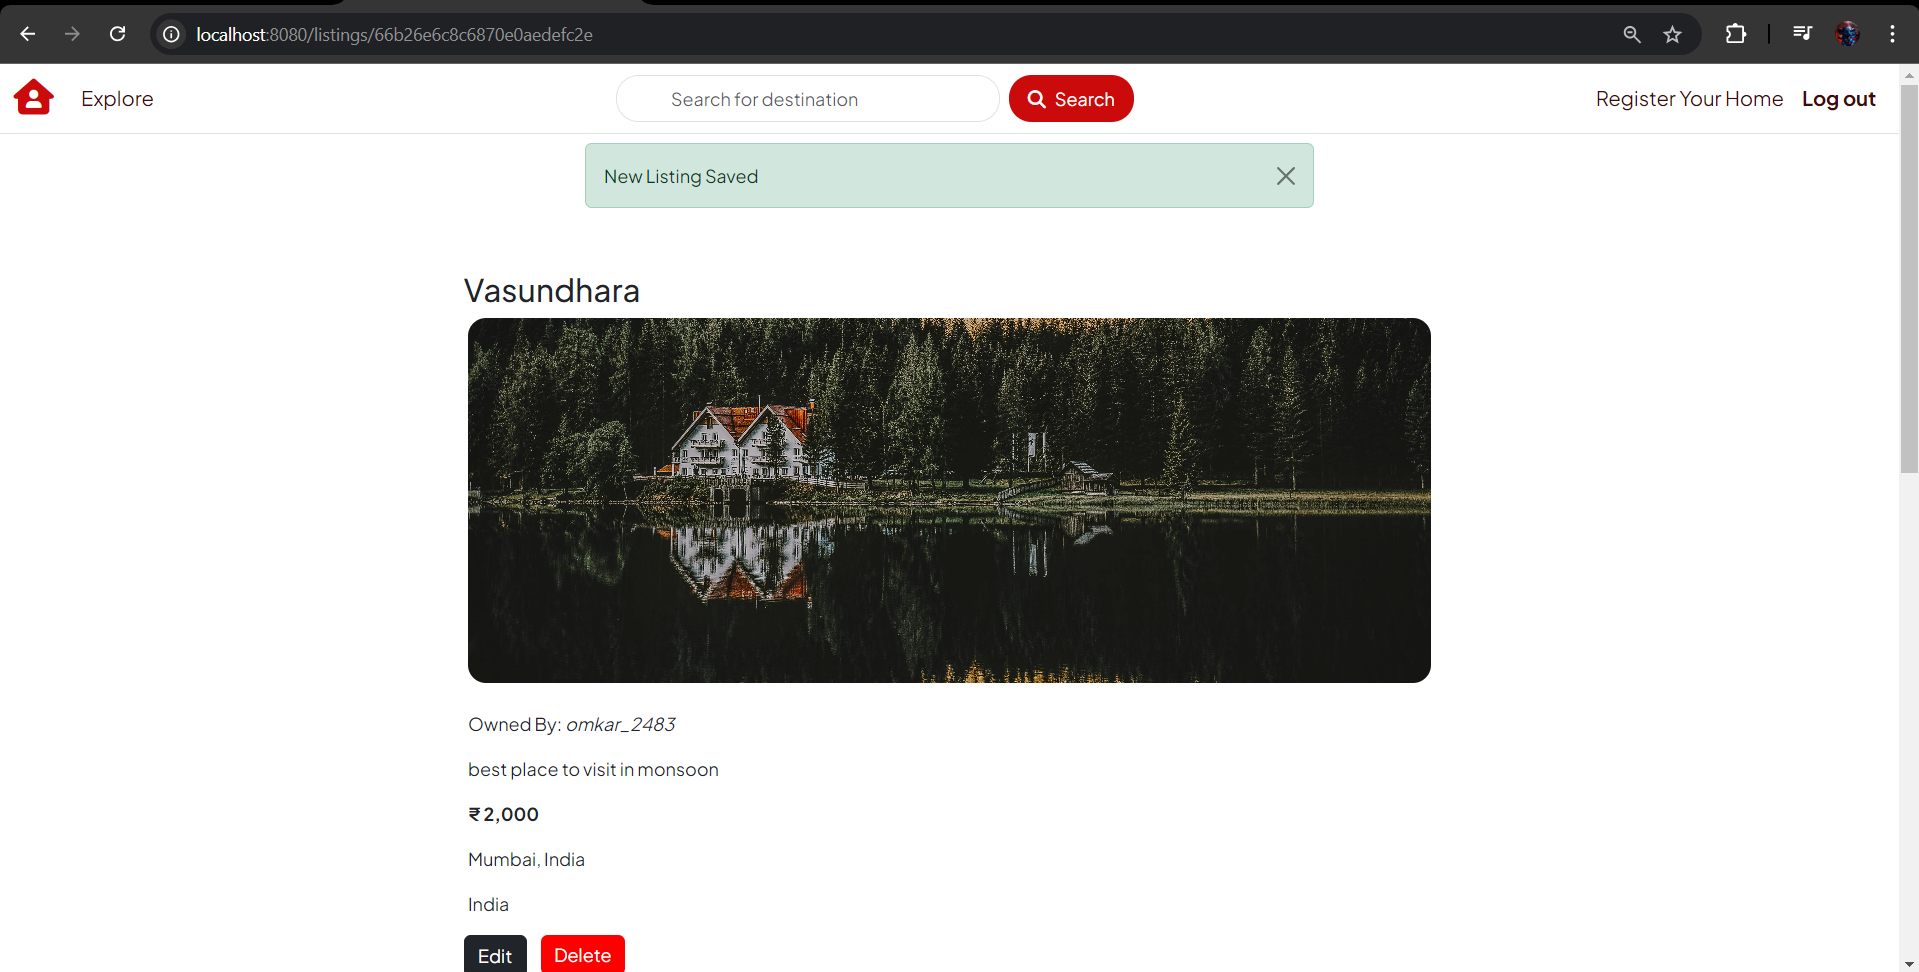 localhost:8080/listings/66b26e6c8c6870e0aedefc2e
Explore
Search for destination
Search
Register Your Home
Log out
New Listing Saved
Vasundhara
Owned By: omkar_2483
best place to visit in monsoon
₹ 2,000
Mumbai, India
India
Edit
Delete